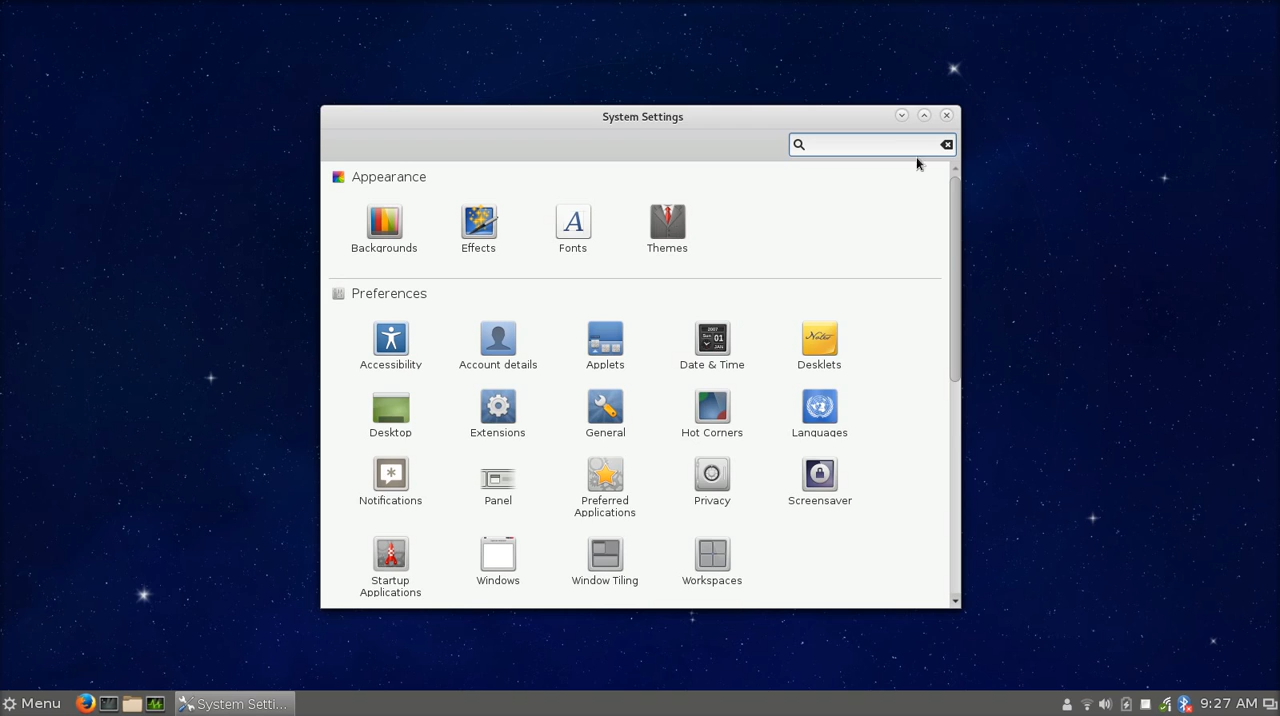 System Settings
Appearance
Backgrounds
Effects
Fonts
Themes
Preferences
Accessibility
Account details
Applets
Date & Time
Desklets
Desktop
Extensions
General
Hot Corners
Languages
Notifications
Panel
Preferred
Applications
Privacy
Screensaver
Startup
Applications
Windows
Window Tiling
Workspaces
Menu
System Setti...
9:27 AM